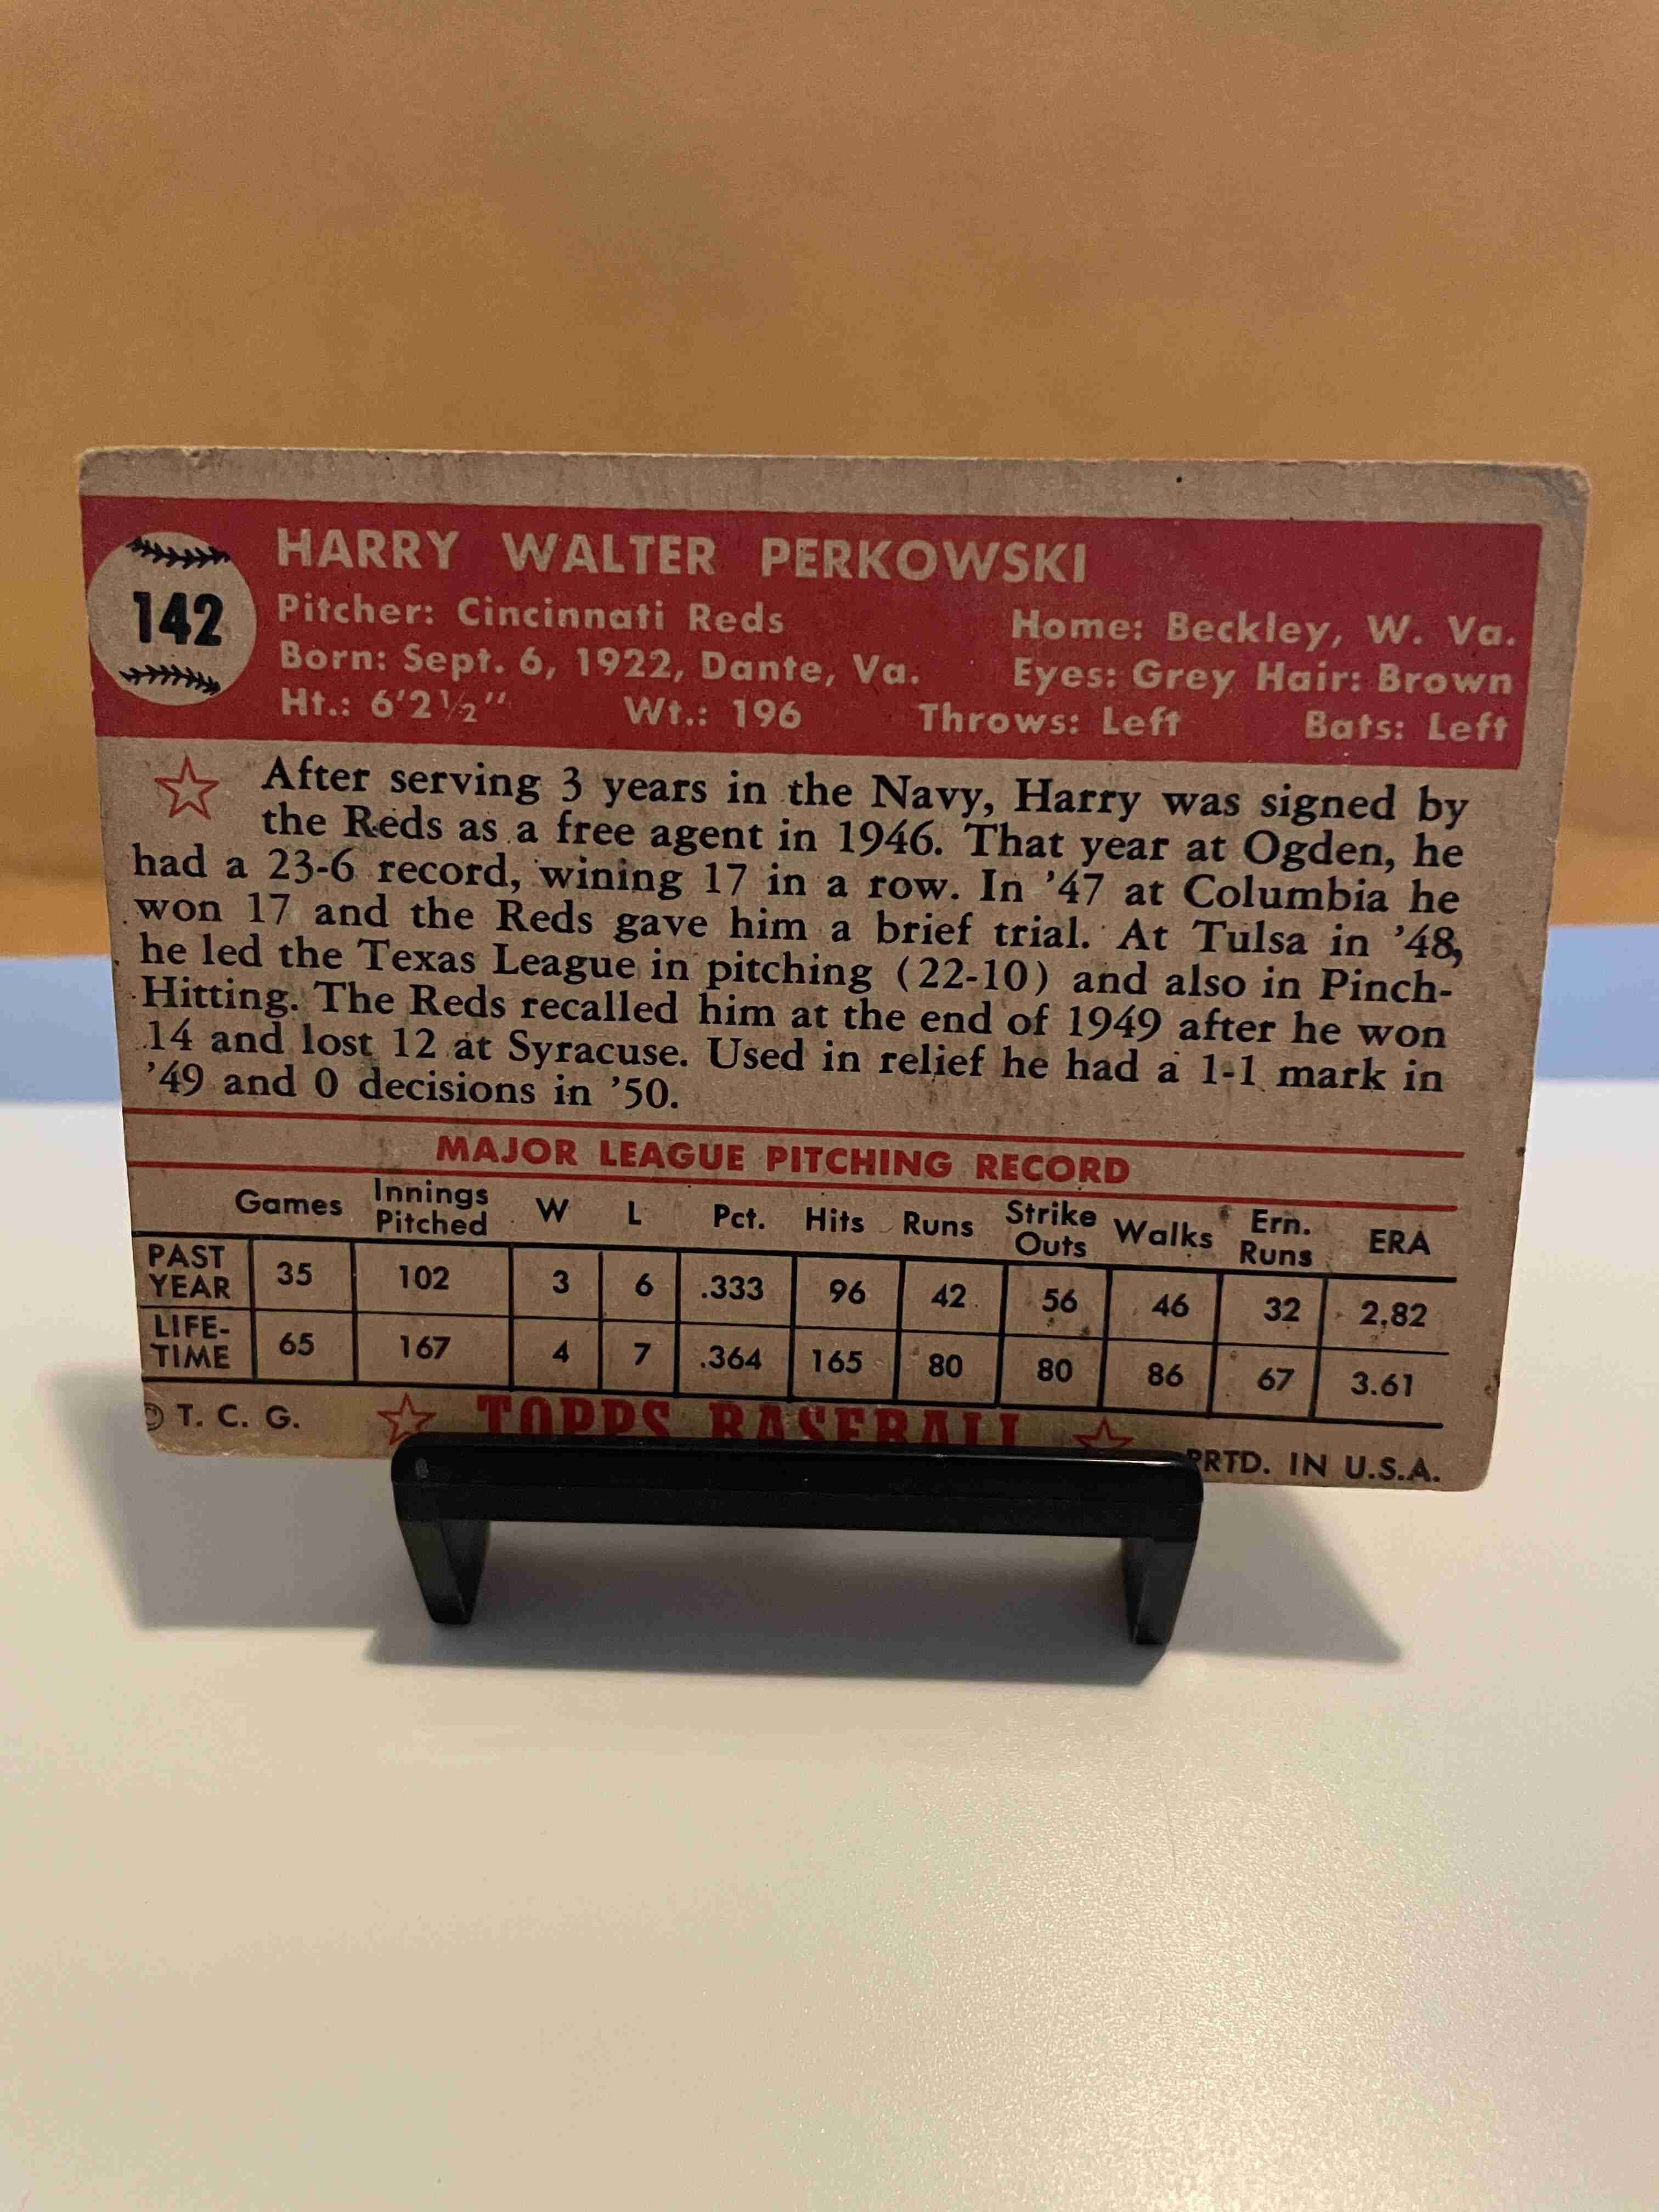 142
HARRY WALTER PERKOWSKI
Pitcher: Cincinnati Reds Home: Beckley, W. Va.
Born: Sept. 6, 1922, Dante, Va. Eyes: Grey Hair: Brown
Ht.: 6'2½" Wt.: 196 Throws: Left Bats: Left
After serving 3 years in the Navy, Harry was signed by
the Reds as a free agent in 1946. That year at Ogden, he
had a 23-6 record, wining 17 in a row. In '47 at Columbia he
won 17 and the Reds gave him a brief trial. At Tulsa in '48,
he led the Texas League in pitching (22-10) and also in Pinch-
Hitting. The Reds recalled him at the end of 1949 after he won
14 and lost 12 at Syracuse. Used in relief he had a 1-1 mark in
'49 and 0 decisions in '50.
MAJOR LEAGUE PITCHING RECORD
Games Innings Pitched W L Pct. Hits Runs Strike Outs Walks Ern. Runs ERA
PAST YEAR 35 102 3 6 .333 96 42 56 46 32 2.82
LIFE-TIME 65 167 4 7 .364 165 80 80 86 67 3.61
© T. C. G. TOPPS BASEBALL PRTD. IN U.S.A.